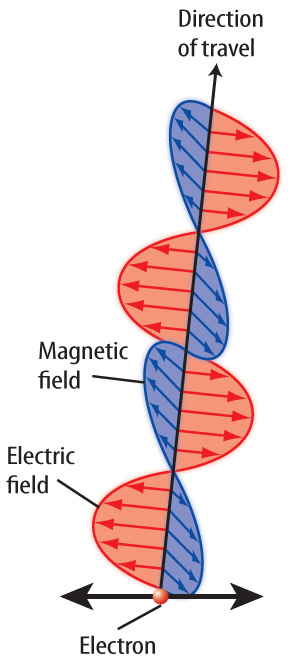 Direction
of travel
Magnetic
field
Electric
field
Electron